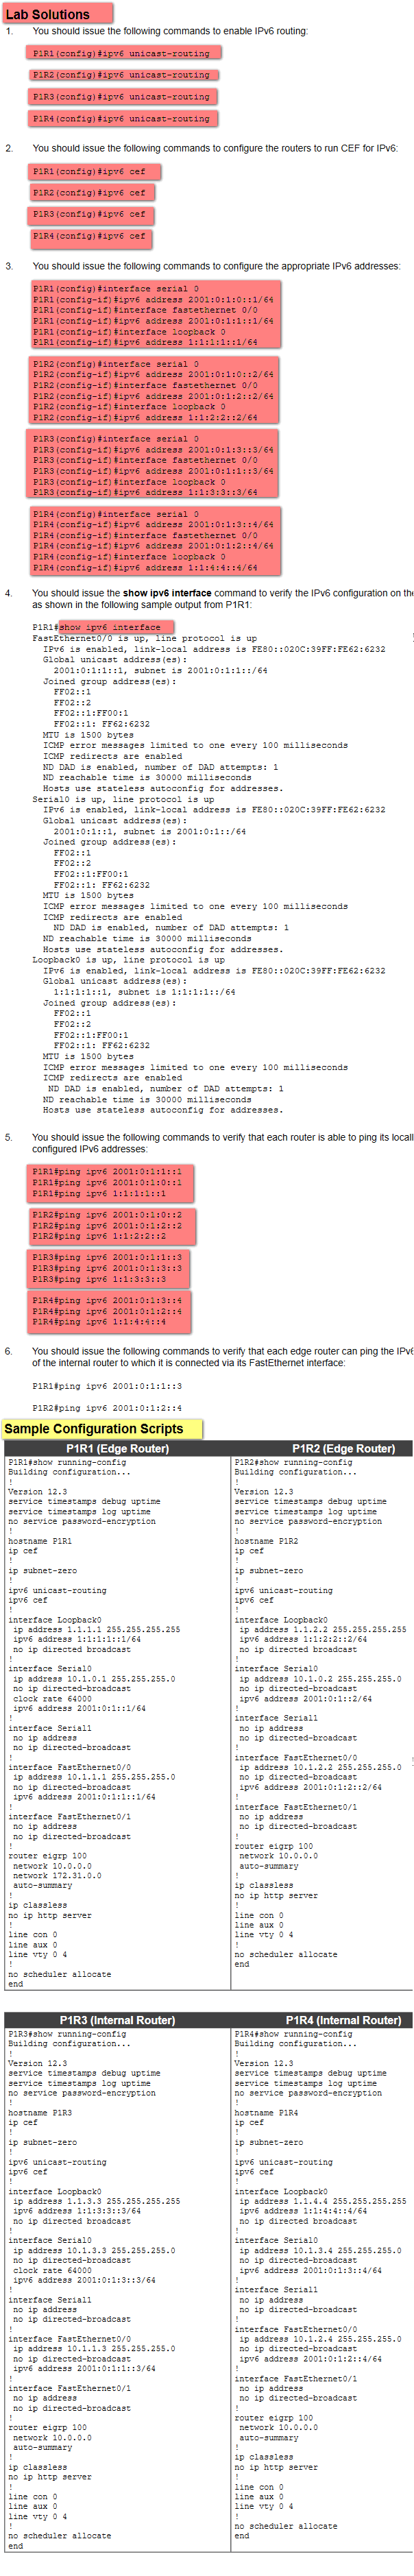 Lab Solutions
1. You should issue the following commands to enable IPv6 routing:
P1R1(config)#ipv6 unicast-routing
P1R2(config)#ipv6 unicast-routing
P1R3(config)#ipv6 unicast-routing
P1R4(config)#ipv6 unicast-routing
2. You should issue the following commands to configure the routers to run CEF for IPv6:
P1R1(config)#ipv6 cef
P1R2(config)#ipv6 cef
P1R3(config)#ipv6 cef
P1R4(config)#ipv6 cef
3. You should issue the following commands to configure the appropriate IPv6 addresses:
P1R1(config)#interface serial 0
P1R1(config-if)#ipv6 address 2001:0:1:0::1/64
P1R1(config-if)#interface fastethernet 0/0
P1R1(config-if)#ipv6 address 2001:0:1:1::1/64
P1R1(config-if)#interface loopback 0
P1R1(config-if)#ipv6 address 1:1:1:1::1/64
P1R2(config)#interface serial 0
P1R2(config-if)#ipv6 address 2001:0:1:0::2/64
P1R2(config-if)#interface fastethernet 0/0
P1R2(config-if)#ipv6 address 2001:0:1:2::2/64
P1R2(config-if)#interface loopback 0
P1R2(config-if)#ipv6 address 1:1:2:2::2/64
P1R3(config)#interface serial 0
P1R3(config-if)#ipv6 address 2001:0:1:3::3/64
P1R3(config-if)#interface fastethernet 0/0
P1R3(config-if)#ipv6 address 2001:0:1:1::3/64
P1R3(config-if)#interface loopback 0
P1R3(config-if)#ipv6 address 1:1:3:3::3/64
P1R4(config)#interface serial 0
P1R4(config-if)#ipv6 address 2001:0:1:3::4/64
P1R4(config-if)#interface fastethernet 0/0
P1R4(config-if)#ipv6 address 2001:0:1:2::4/64
P1R4(config-if)#interface loopback 0
P1R4(config-if)#ipv6 address 1:1:4:4::4/64
4. You should issue the show ipv6 interface command to verify the IPv6 configuration on the
as shown in the following sample output from P1R1:
P1R1#show ipv6 interface
FastEthernet0/0 is up, line protocol is up
IPv6 is enabled, link-local address is FE80::020C:39FF:FE62:6232
Global unicast address(es):
2001:0:1:1::1, subnet is 2001:0:1:1::/64
Joined group address(es):
FF02::1
FF02::2
FF02::1:FF00:1
FF02::1: FF62:6232
MTU is 1500 bytes
ICMP error messages limited to one every 100 milliseconds
ICMP redirects are enabled
ND DAD is enabled, number of DAD attempts: 1
ND reachable time is 30000 milliseconds
Hosts use stateless autoconfig for addresses.
Serial0 is up, line protocol is up
IPv6 is enabled, link-local address is FE80::020C:39FF:FE62:6232
Global unicast address(es):
2001:0:1::1, subnet is 2001:0:1::/64
Joined group address(es):
FF02::1
FF02::2
FF02::1:FF00:1
FF02::1: FF62:6232
MTU is 1500 bytes
ICMP error messages limited to one every 100 milliseconds
ICMP redirects are enabled
ND DAD is enabled, number of DAD attempts: 1
ND reachable time is 30000 milliseconds
Hosts use stateless autoconfig for addresses.
Loopback0 is up, line protocol is up
IPv6 is enabled, link-local address is FE80::020C:39FF:FE62:6232
Global unicast address(es):
1:1:1:1::1, subnet is 1:1:1:1::/64
Joined group address(es):
FF02::1
FF02::2
FF02::1:FF00:1
FF02::1: FF62:6232
MTU is 1500 bytes
ICMP error messages limited to one every 100 milliseconds
ICMP redirects are enabled
ND DAD is enabled, number of DAD attempts: 1
ND reachable time is 30000 milliseconds
Hosts use stateless autoconfig for addresses.
5. You should issue the following commands to verify that each router is able to ping its locall
configured IPv6 addresses:
P1R1#ping ipv6 2001:0:1:1::1
P1R1#ping ipv6 2001:0:1:0::1
P1R1#ping ipv6 1:1:1:1::1
P1R2#ping ipv6 2001:0:1:0::2
P1R2#ping ipv6 2001:0:1:2::2
P1R2#ping ipv6 1:1:2:2::2
P1R3#ping ipv6 2001:0:1:1::3
P1R3#ping ipv6 2001:0:1:3::3
P1R3#ping ipv6 1:1:3:3::3
P1R4#ping ipv6 2001:0:1:3::4
P1R4#ping ipv6 2001:0:1:2::4
P1R4#ping ipv6 1:1:4:4::4
6. You should issue the following commands to verify that each edge router can ping the IPv6
of the internal router to which it is connected via its FastEthernet interface:
P1R1#ping ipv6 2001:0:1:1::3
P1R2#ping ipv6 2001:0:1:2::4
Sample Configuration Scripts
P1R1 (Edge Router)
P1R1#show running-config
Building configuration...
!
Version 12.3
service timestamps debug uptime
service timestamps log uptime
no service password-encryption
!
hostname P1R1
ip cef
!
ip subnet-zero
!
ipv6 unicast-routing
ipv6 cef
!
interface Loopback0
ip address 1.1.1.1 255.255.255.255
ipv6 address 1:1:1:1::1/64
no ip directed broadcast
!
interface Serial0
ip address 10.1.0.1 255.255.255.0
no ip directed-broadcast
clock rate 64000
ipv6 address 2001:0:1::1/64
!
interface Serial1
no ip address
no ip directed-broadcast
!
interface FastEthernet0/0
ip address 10.1.1.1 255.255.255.0
no ip directed-broadcast
ipv6 address 2001:0:1:1::1/64
!
interface FastEthernet0/1
no ip address
no ip directed-broadcast
!
router eigrp 100
network 10.0.0.0
network 172.31.0.0
auto-summary
!
ip classless
no ip http server
!
line con 0
line aux 0
line vty 0 4
!
no scheduler allocate
end
P1R2 (Edge Router)
P1R2#show running-config
Building configuration...
!
Version 12.3
service timestamps debug uptime
service timestamps log uptime
no service password-encryption
!
hostname P1R2
ip cef
!
ip subnet-zero
!
ipv6 unicast-routing
ipv6 cef
!
interface Loopback0
ip address 1.1.2.2 255.255.255.255
ipv6 address 1:1:2:2::2/64
no ip directed broadcast
!
interface Serial0
ip address 10.1.0.2 255.255.255.0
no ip directed-broadcast
ipv6 address 2001:0:1::2/64
!
interface Serial1
no ip address
no ip directed-broadcast
!
interface FastEthernet0/0
ip address 10.1.2.2 255.255.255.0
no ip directed-broadcast
ipv6 address 2001:0:1:2::2/64
!
interface FastEthernet0/1
no ip address
no ip directed-broadcast
!
router eigrp 100
network 10.0.0.0
auto-summary
!
ip classless
no ip http server
!
line con 0
line aux 0
line vty 0 4
!
no scheduler allocate
end
P1R3 (Internal Router)
P1R3#show running-config
Building configuration...
!
Version 12.3
service timestamps debug uptime
service timestamps log uptime
no service password-encryption
!
hostname P1R3
ip cef
!
ip subnet-zero
!
ipv6 unicast-routing
ipv6 cef
!
interface Loopback0
ip address 1.1.3.3 255.255.255.255
ipv6 address 1:1:3:3::3/64
no ip directed broadcast
!
interface Serial0
ip address 10.1.3.3 255.255.255.0
no ip directed-broadcast
clock rate 64000
ipv6 address 2001:0:1:3::3/64
!
interface Serial1
no ip address
no ip directed-broadcast
!
interface FastEthernet0/0
ip address 10.1.1.3 255.255.255.0
no ip directed-broadcast
ipv6 address 2001:0:1:1::3/64
!
interface FastEthernet0/1
no ip address
no ip directed-broadcast
!
router eigrp 100
network 10.0.0.0
auto-summary
!
ip classless
no ip http server
!
line con 0
line aux 0
line vty 0 4
!
no scheduler allocate
end
P1R4 (Internal Router)
P1R4#show running-config
Building configuration...
!
Version 12.3
service timestamps debug uptime
service timestamps log uptime
no service password-encryption
!
hostname P1R4
ip cef
!
ip subnet-zero
!
ipv6 unicast-routing
ipv6 cef
!
interface Loopback0
ip address 1.1.4.4 255.255.255.255
ipv6 address 1:1:4:4::4/64
no ip directed broadcast
!
interface Serial0
ip address 10.1.3.4 255.255.255.0
no ip directed-broadcast
ipv6 address 2001:0:1:3::4/64
!
interface Serial1
no ip address
no ip directed-broadcast
!
interface FastEthernet0/0
ip address 10.1.2.4 255.255.255.0
no ip directed-broadcast
ipv6 address 2001:0:1:2::4/64
!
interface FastEthernet0/1
no ip address
no ip directed-broadcast
!
router eigrp 100
network 10.0.0.0
auto-summary
!
ip classless
no ip http server
!
line con 0
line aux 0
line vty 0 4
!
no scheduler allocate
end